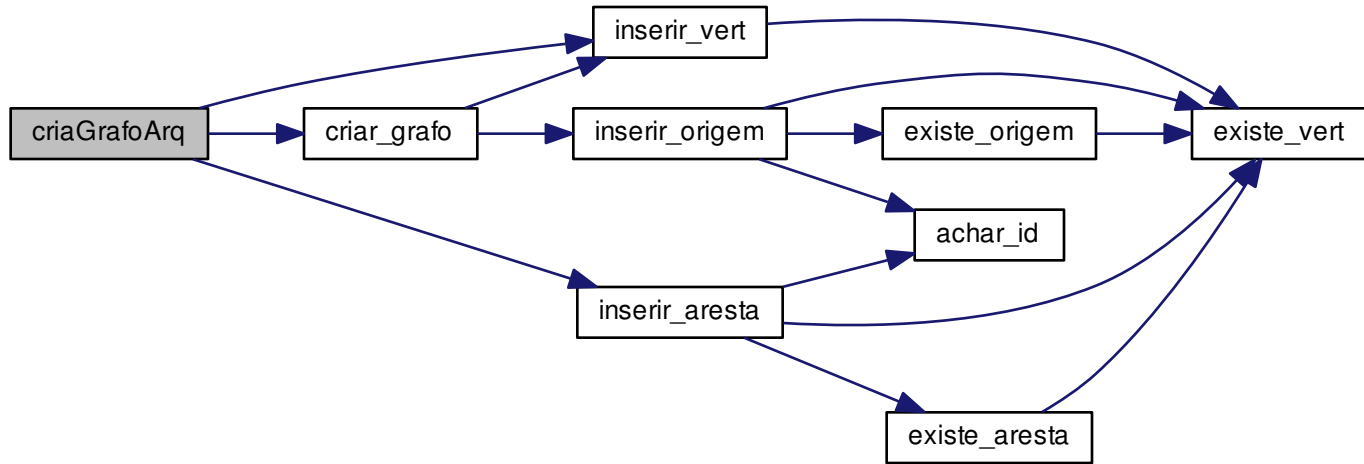 inserir_vert
criaGrafoArq
criar_grafo
inserir_origem
existe_origem
existe_vert
achar_id
inserir_aresta
existe_aresta